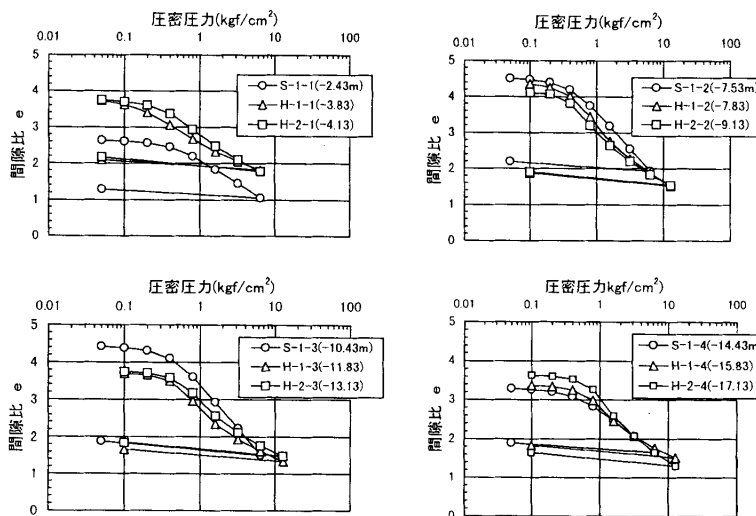 圧密圧力(kgf/cm²)
0.01 0.1 1 10 100
間隙比 e
5
4
3
2
1
0
S-1-1(-2.43m)
H-1-1(-3.83)
H-2-1(-4.13)
圧密圧力(kgf/cm²)
0.01 0.1 1 10 100
間隙比 e
5
4
3
2
1
0
S-1-2(-7.53m)
H-1-2(-7.83)
H-2-2(-9.13)
圧密圧力(kgf/cm²)
0.01 0.1 1 10 100
間隙比 e
5
4
3
2
1
0
S-1-3(-10.43m)
H-1-3(-11.83)
H-2-3(-13.13)
圧密圧力(kgf/cm²)
0.01 0.1 1 10 100
間隙比 e
5
4
3
2
1
0
S-1-4(-14.43m)
H-1-4(-15.83)
H-2-4(-17.13)